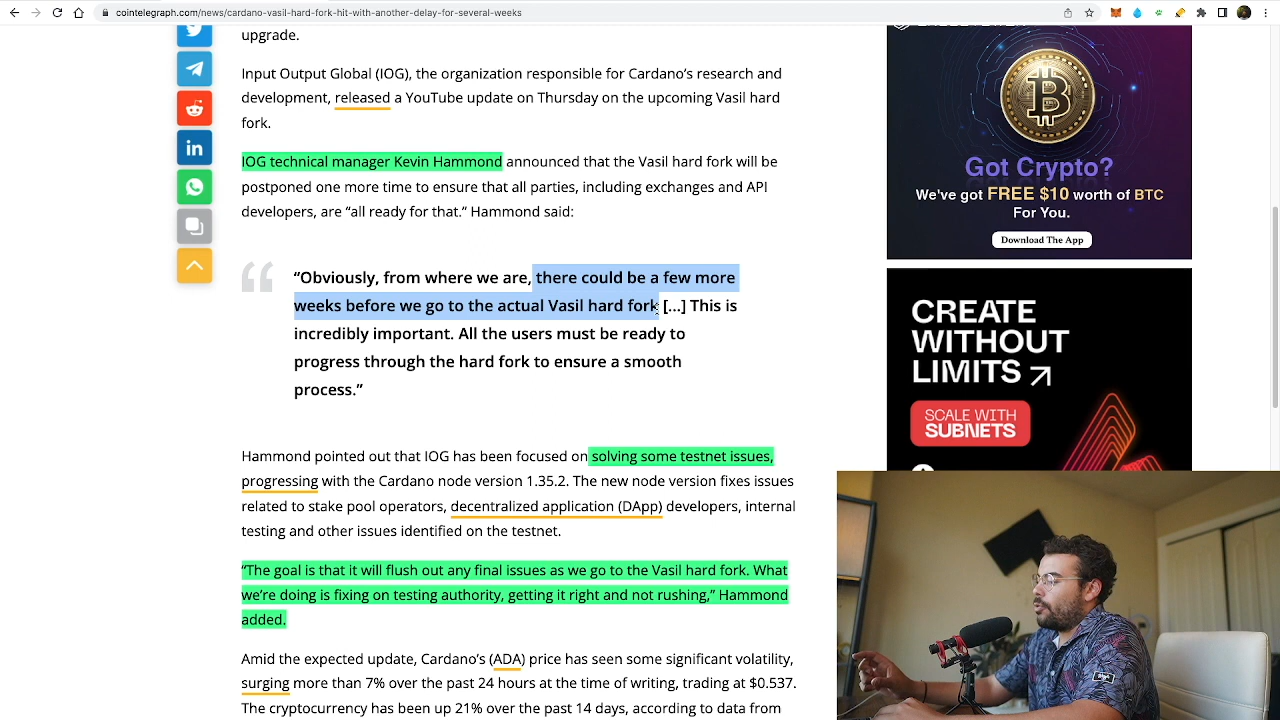 cointelegraph.com/news/cardano-vasil-hard-fork-hit-with-another-delay-for-several-weeks
upgrade.
Input Output Global (IOG), the organization responsible for Cardano's research and
development, released a YouTube update on Thursday on the upcoming Vasil hard
fork.
IOG technical manager Kevin Hammond announced that the Vasil hard fork will be
postponed one more time to ensure that all parties, including exchanges and API
developers, are “all ready for that.” Hammond said:
“Obviously, from where we are, there could be a few more
weeks before we go to the actual Vasil hard fork [...] This is
incredibly important. All the users must be ready to
progress through the hard fork to ensure a smooth
process.”
Hammond pointed out that IOG has been focused on solving some testnet issues,
progressing with the Cardano node version 1.35.2. The new node version fixes issues
related to stake pool operators, decentralized application (DApp) developers, internal
testing and other issues identified on the testnet.
“The goal is that it will flush out any final issues as we go to the Vasil hard fork. What
we're doing is fixing on testing authority, getting it right and not rushing,” Hammond
added.
Amid the expected update, Cardano's (ADA) price has seen some significant volatility,
surging more than 7% over the past 24 hours at the time of writing, trading at $0.537.
The cryptocurrency has been up 21% over the past 14 days, according to data from
Got Crypto?
We've got FREE $10 worth of BTC
For You.
Download The App
CREATE
WITHOUT
LIMITS
SCALE WITH
SUBNETS